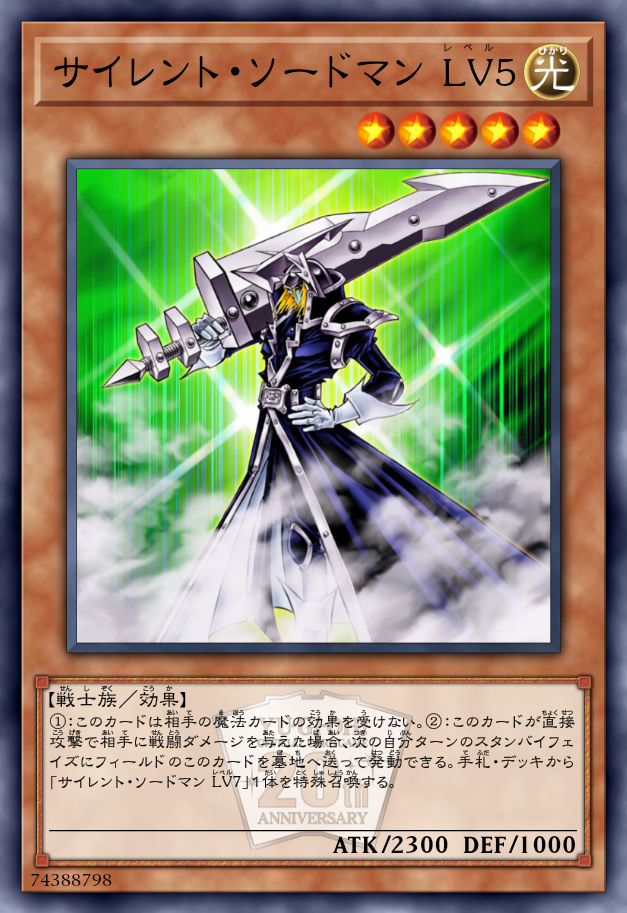 サイレント・ソードマン LV5
光
【戦士族／効果】
①：このカードは相手の魔法カードの効果を受けない。②：このカードが直接
攻撃で相手に戦闘ダメージを与えた場合、次の自分ターンのスタンバイフェ
イズにフィールドのこのカードを墓地へ送って発動できる。手札・デッキから
「サイレント・ソードマン LV7」1体を特殊召喚する。
20th
ANNIVERSARY
ATK/2300 DEF/1000
74388798